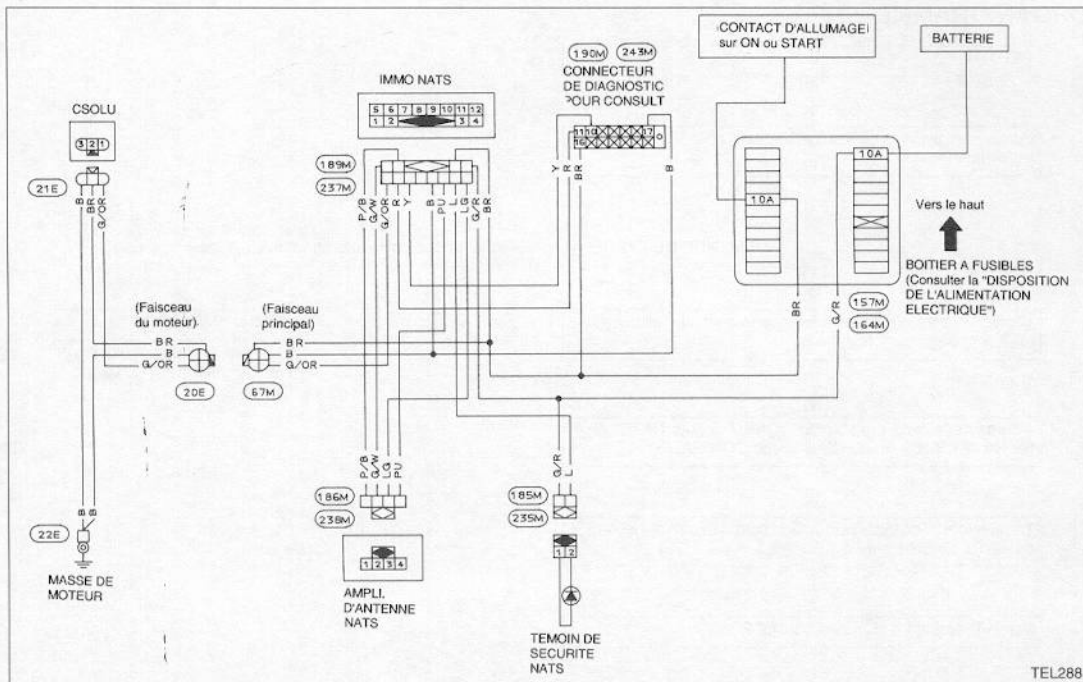 CONTACT D'ALLUMAGE
sur ON ou START
BATTERIE
190M 243M
CONNECTEUR
DE DIAGNOSTIC
POUR CONSULT
IMMO NATS
5 6 7 8 9 10 11 12
1 2 3 4
CSOLU
3 2 1
11 10 17
16
10A
10A
189M
237M
21E
B
BR
G/OR
P/B
G/W
G/OR
R
Y
B
PU
L
LG
G/R
BR
Y
R
BR
B
Vers le haut
BOITIER A FUSIBLES
(Consulter la "DISPOSITION
DE L'ALIMENTATION
ELECTRIQUE")
BR
G/R
157M
164M
(Faisceau
du moteur)
(Faisceau
principal)
BR
B
G/OR
BR
B
G/OR
20E
67M
P/B
G/W
LG
PU
G/R
L
186M
238M
185M
235M
B
B
22E
MASSE DE
MOTEUR
1 2 3 4
AMPLI.
D'ANTENNE
NATS
1 2
TEMOIN DE
SECURITE
NATS
TEL288